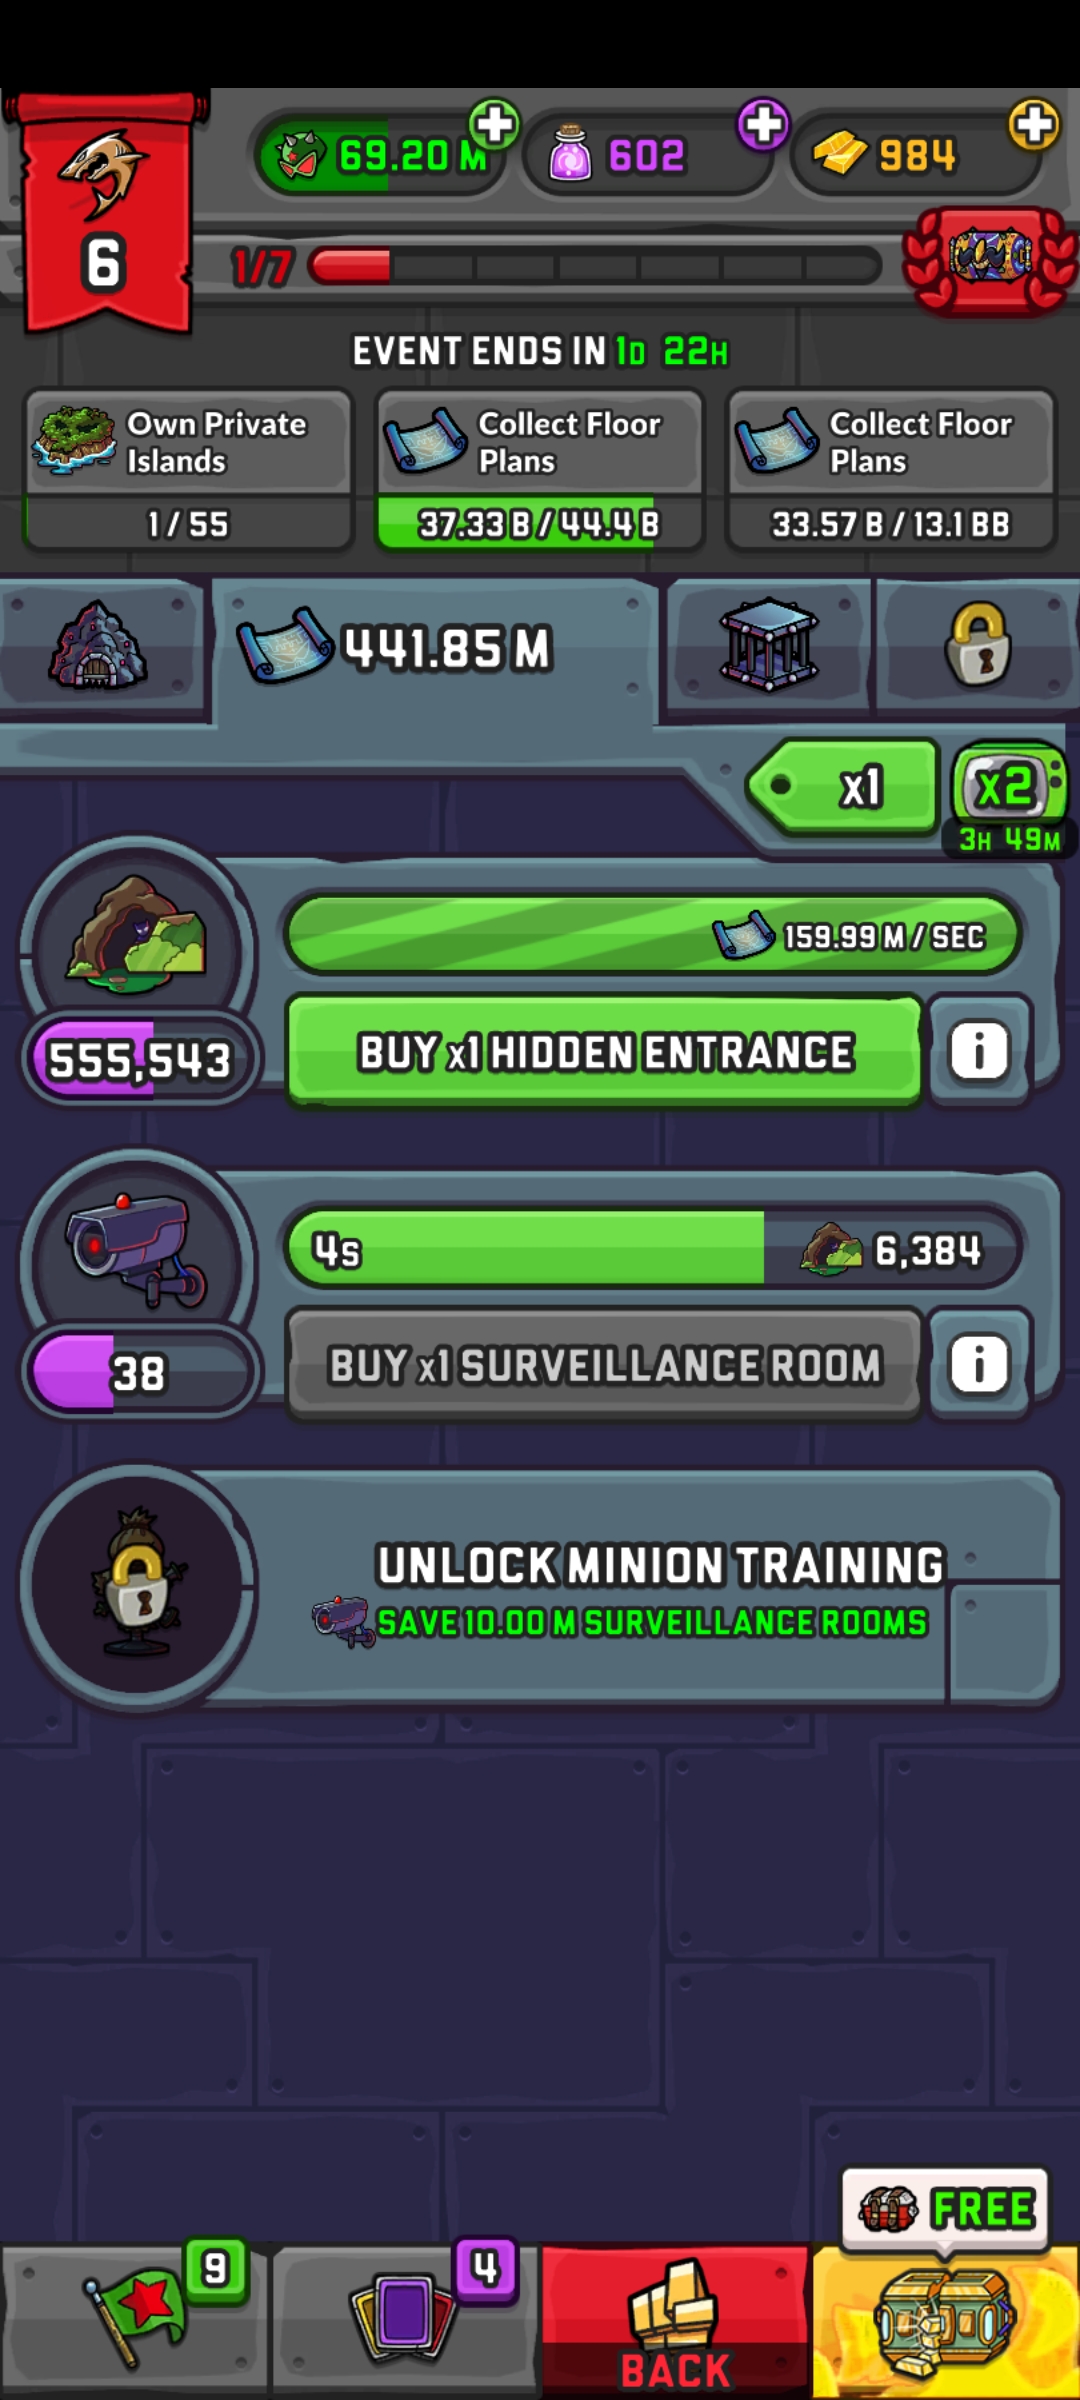 69.20 M
602
984
6
1/7
EVENT ENDS IN 1D 22H
Own Private
Islands
1 / 55
Collect Floor
Plans
37.33 B / 44.4 B
Collect Floor
Plans
33.57 B / 13.1 BB
441.85 M
x1
x2
3H 49M
159.99 M / SEC
555,543
BUY x1 HIDDEN ENTRANCE
i
4S
6,384
38
BUY x1 SURVEILLANCE ROOM
i
UNLOCK MINION TRAINING
SAVE 10.00 M SURVEILLANCE ROOMS
FREE
9
4
BACK